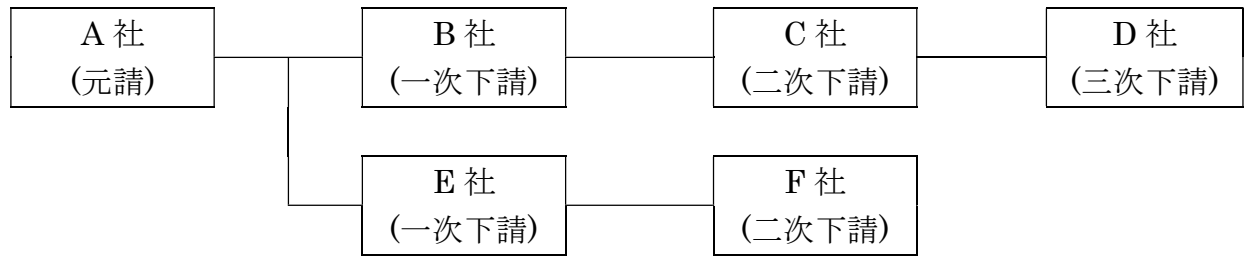 A 社
(元請)
B 社
(一次下請)
C 社
(二次下請)
D 社
(三次下請)
E 社
(一次下請)
F 社
(二次下請)